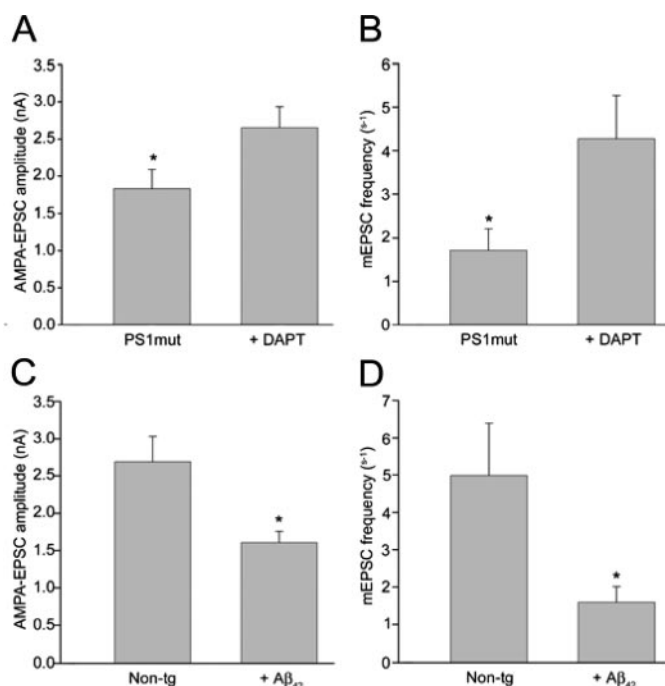 A
B
AMPA-EPSC amplitude (nA)
3.5
3.0
2.5
2.0
1.5
1.0
0.5
0.0
*
PS1mut
+ DAPT
mEPSC frequency (s-1)
6
5
4
3
2
1
0
*
PS1mut
+ DAPT
C
D
AMPA-EPSC amplitude (nA)
3.5
3.0
2.5
2.0
1.5
1.0
0.5
0.0
*
Non-tg
+ Aβ42
mEPSC frequency (s-1)
7
6
5
4
3
2
1
0
*
Non-tg
+ Aβ42